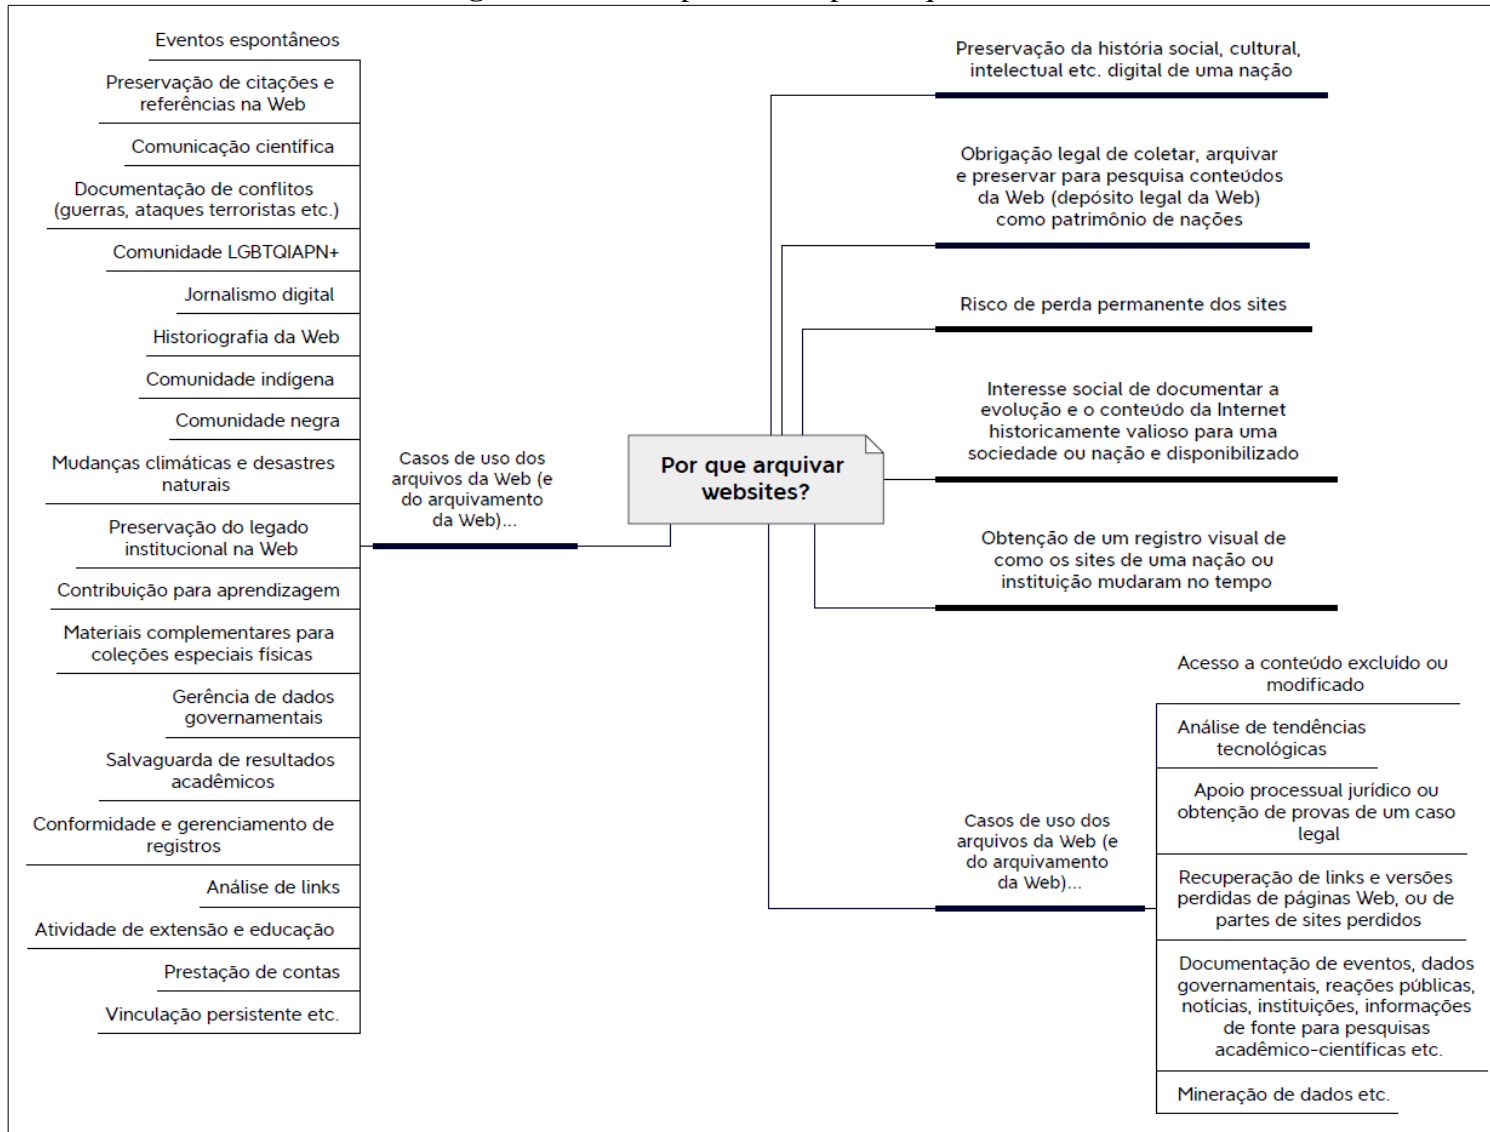 Eventos espontâneos
Preservação de citações e
referências na Web
Comunicação científica
Documentação de conflitos
(guerras, ataques terroristas etc.)
Comunidade LGBTQIAPN+
Jornalismo digital
Historiografia da Web
Comunidade indígena
Comunidade negra
Mudanças climáticas e desastres
naturais
Preservação do legado
institucional na Web
Contribuição para aprendizagem
Materiais complementares para
coleções especiais físicas
Gerência de dados
governamentais
Salvaguarda de resultados
acadêmicos
Conformidade e gerenciamento de
registros
Análise de links
Atividade de extensão e educação
Prestação de contas
Vinculação persistente etc.
Casos de uso dos
arquivos da Web (e
do arquivamento
da Web)...
Por que arquivar
websites?
Preservação da história social, cultural,
intelectual etc. digital de uma nação
Obrigação legal de coletar, arquivar
e preservar para pesquisa conteúdos
da Web (depósito legal da Web)
como patrimônio de nações
Risco de perda permanente dos sites
Interesse social de documentar a
evolução e o conteúdo da Internet
historicamente valioso para uma
sociedade ou nação e disponibilizado
Obtenção de um registro visual de
como os sites de uma nação ou
instituição mudaram no tempo
Casos de uso dos
arquivos da Web (e
do arquivamento
da Web)...
Acesso a conteúdo excluído ou
modificado
Análise de tendências
tecnológicas
Apoio processual jurídico ou
obtenção de provas de um caso
legal
Recuperação de links e versões
perdidas de páginas Web, ou de
partes de sites perdidos
Documentação de eventos, dados
governamentais, reações públicas,
notícias, instituições, informações
de fonte para pesquisas
acadêmico-científicas etc.
Mineração de dados etc.